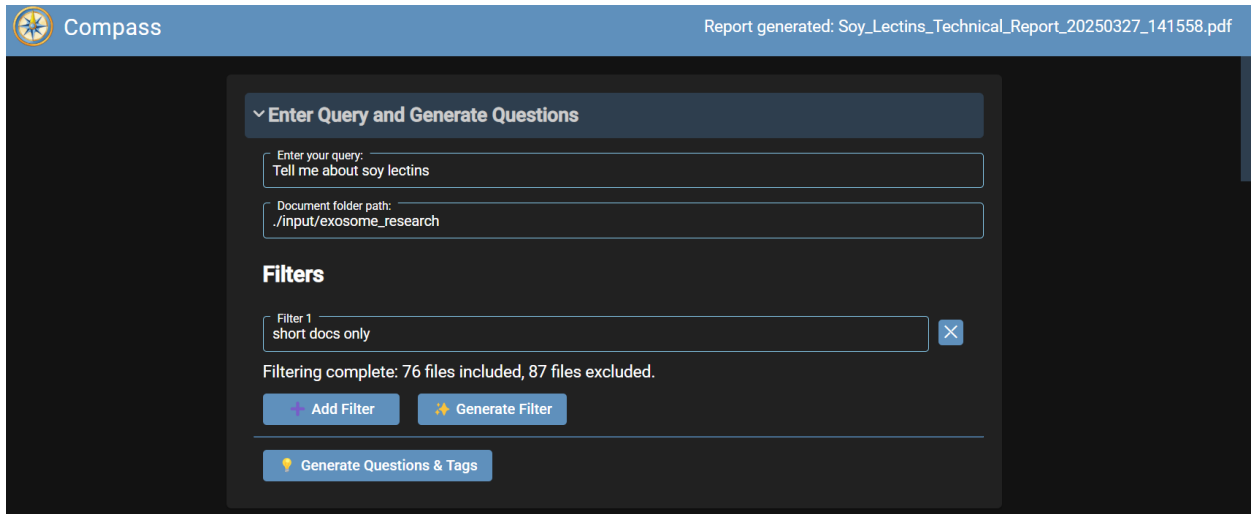 Compass
Report generated: Soy_Lectins_Technical_Report_20250327_141558.pdf
Enter Query and Generate Questions
Enter your query:
Tell me about soy lectins
Document folder path:
./input/exosome_research
Filters
Filter 1
short docs only
Filtering complete: 76 files included, 87 files excluded.
Add Filter
Generate Filter
Generate Questions & Tags